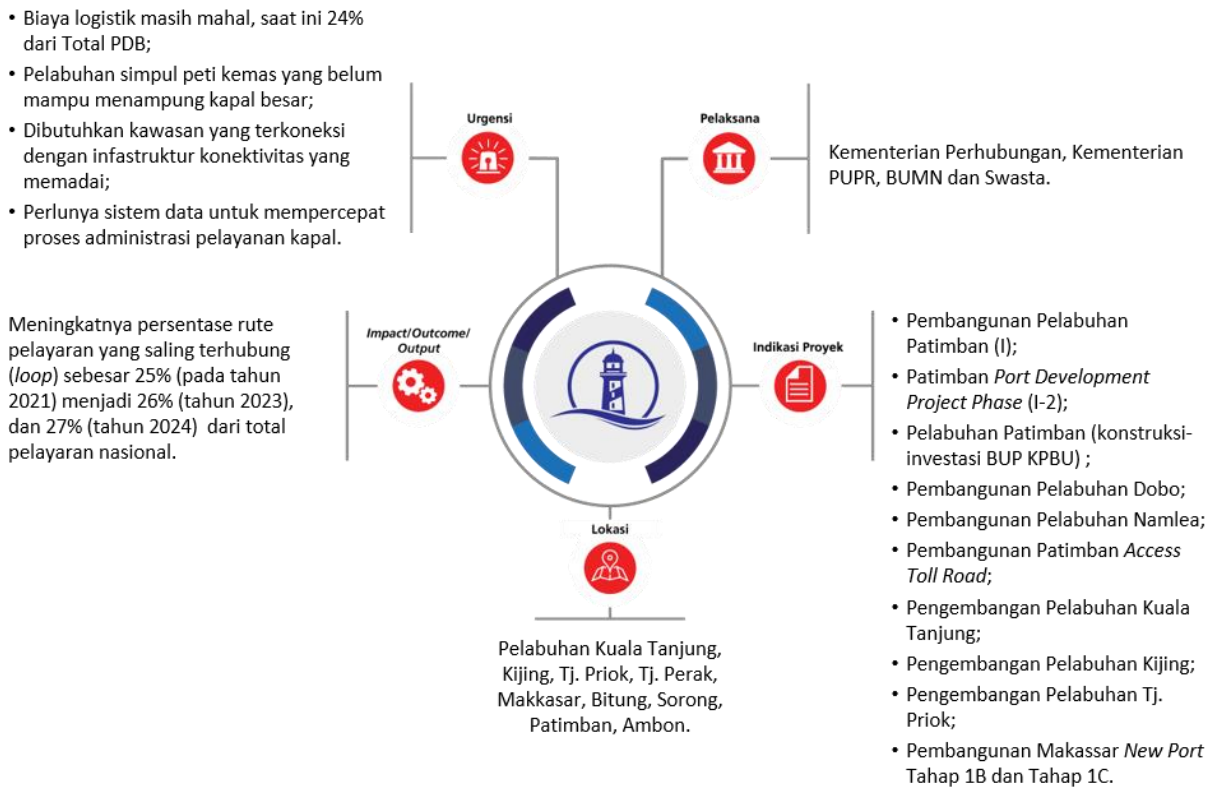 • Biaya logistik masih mahal, saat ini 24%
dari Total PDB;
• Pelabuhan simpul peti kemas yang belum
mampu menampung kapal besar;
• Dibutuhkan kawasan yang terkoneksi
dengan infastruktur konektivitas yang
memadai;
• Perlunya sistem data untuk mempercepat
proses administrasi pelayanan kapal.
Urgensi
Pelaksana
Kementerian Perhubungan, Kementerian
PUPR, BUMN dan Swasta.
Meningkatnya persentase rute
pelayaran yang saling terhubung
(loop) sebesar 25% (pada tahun
2021) menjadi 26% (tahun 2023),
dan 27% (tahun 2024) dari total
pelayaran nasional.
Impact/Outcome/
Output
Indikasi Proyek
• Pembangunan Pelabuhan
Patimban (I);
• Patimban Port Development
Project Phase (I-2);
• Pelabuhan Patimban (konstruksi-
investasi BUP KPBU) ;
• Pembangunan Pelabuhan Dobo;
• Pembangunan Pelabuhan Namlea;
• Pembangunan Patimban Access
Toll Road;
• Pengembangan Pelabuhan Kuala
Tanjung;
• Pengembangan Pelabuhan Kijing;
• Pengembangan Pelabuhan Tj.
Priok;
• Pembangunan Makassar New Port
Tahap 1B dan Tahap 1C.
Lokasi
Pelabuhan Kuala Tanjung,
Kijing, Tj. Priok, Tj. Perak,
Makkasar, Bitung, Sorong,
Patimban, Ambon.